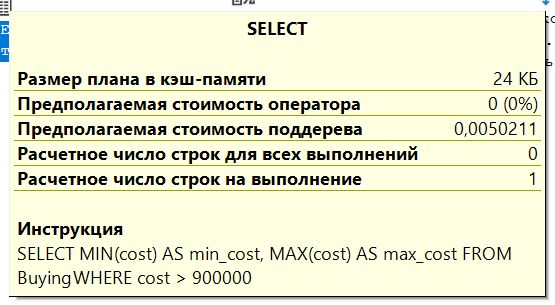 SELECT
Размер плана в кэш-памяти 24 КБ
Предполагаемая стоимость оператора 0 (0%)
Предполагаемая стоимость поддерева 0,0050211
Расчетное число строк для всех выполнений 0
Расчетное число строк на выполнение 1
Инструкция
SELECT MIN(cost) AS min_cost, MAX(cost) AS max_cost FROM
BuyingWHERE cost > 900000